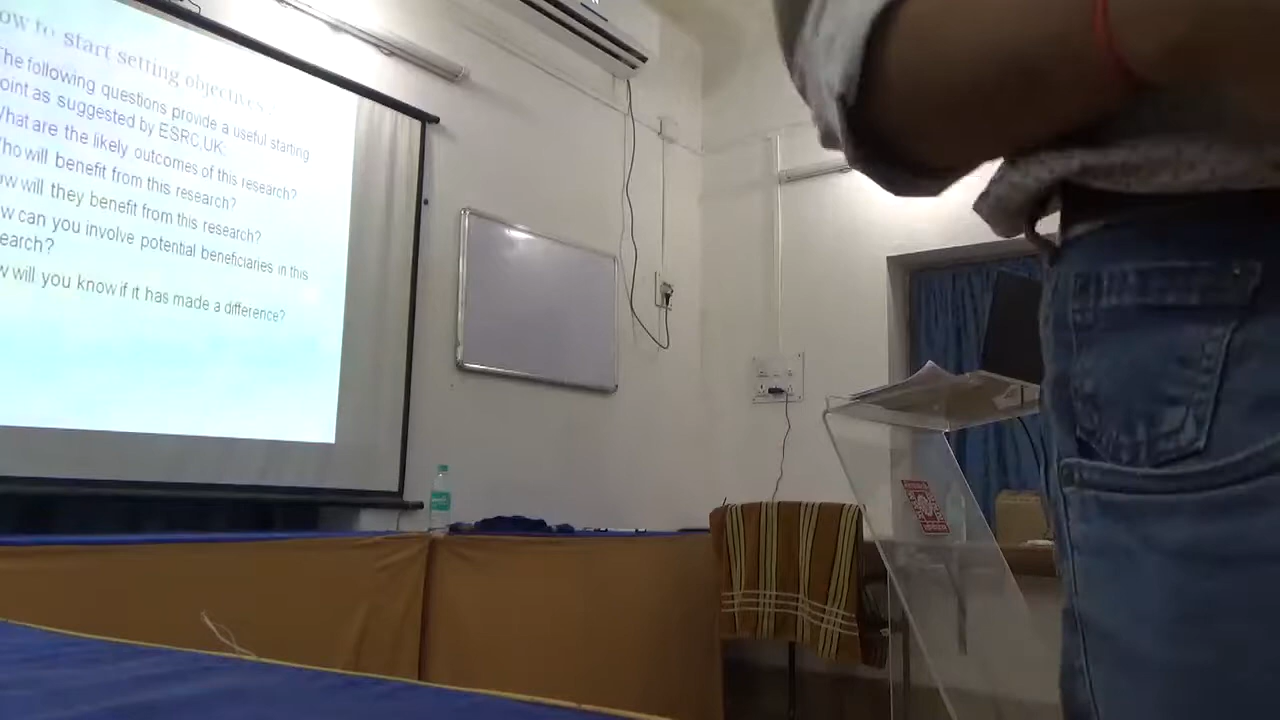 ow to start setting objectives
The following questions provide a useful starting
oint as suggested by ESRC,UK:
What are the likely outcomes of this research?
Who will benefit from this research?
ow will they benefit from this research?
w can you involve potential beneficiaries in this
earch?
w will you know if it has made a difference?